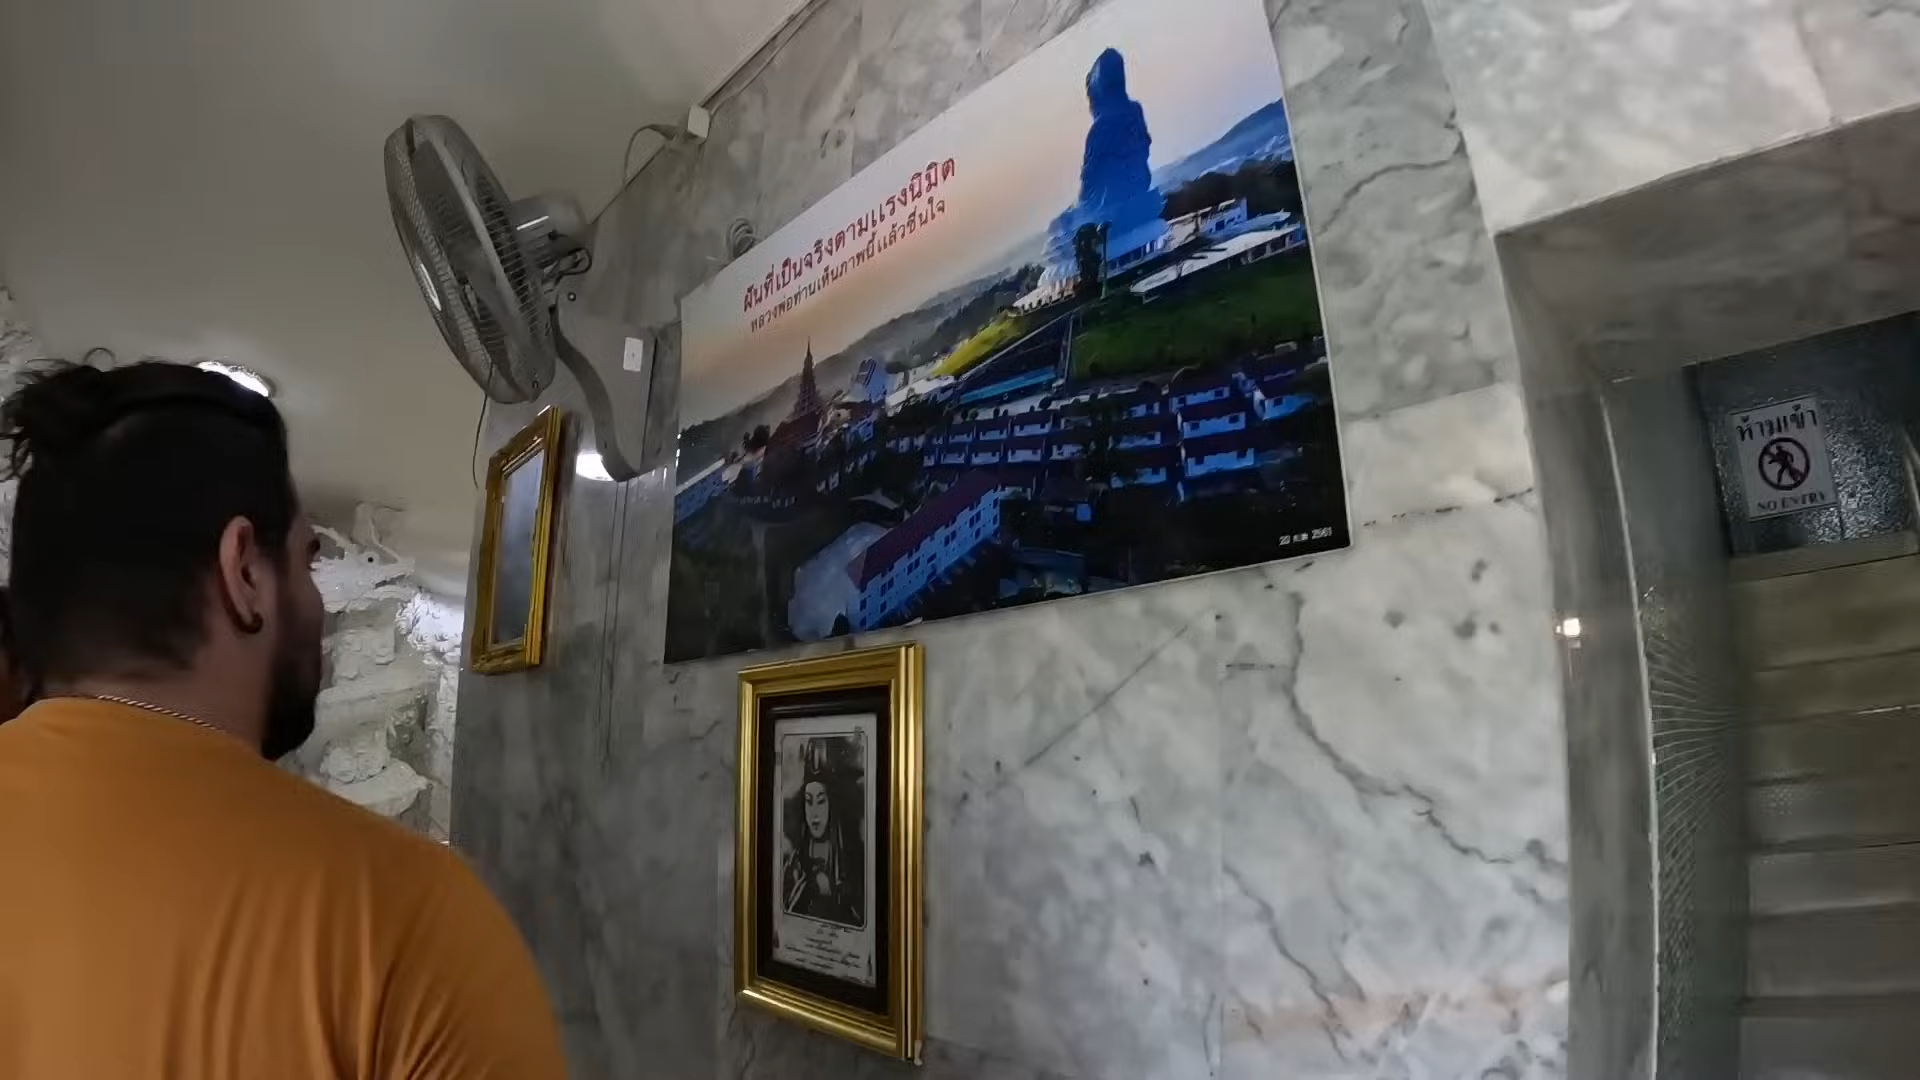 ฝันที่เป็นจริงตามแรงนิมิต
หลวงพ่อท่านเห็นภาพนี้แล้วชื่นใจ
2561
ห้ามเข้า
NO ENTRY